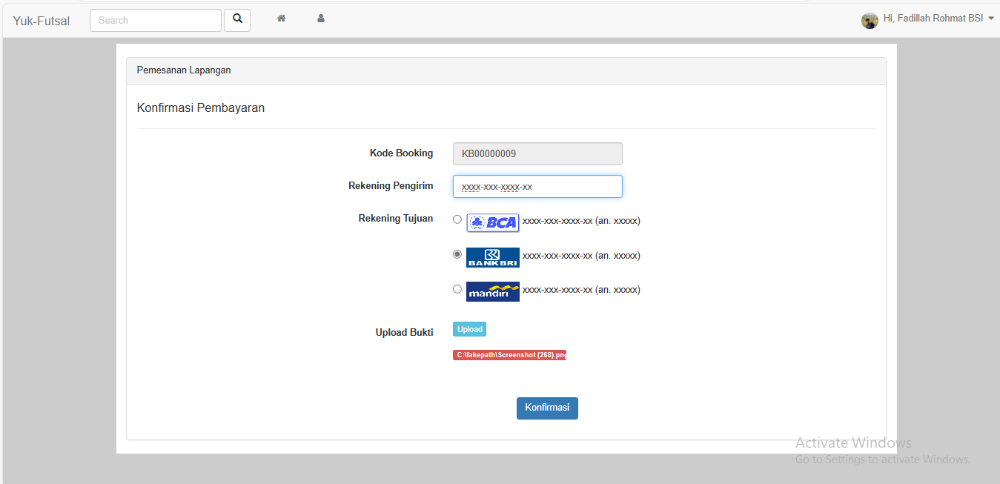 Yuk-Futsal Search Hi, Fadillah Rohmat BSI
Pemesanan Lapangan
Konfirmasi Pembayaran
Kode Booking KB00000009
Rekening Pengirim xxxx-xxx-xxxx-xx
Rekening Tujuan BCA xxxx-xxx-xxxx-xx (an. xxxxx)
BANK BRI xxxx-xxx-xxxx-xx (an. xxxxx)
mandiri xxxx-xxx-xxxx-xx (an. xxxxx)
Upload Bukti Upload
C:\fakepath\Screenshot (268).png
Konfirmasi
Activate Windows
Go to Settings to activate Windows.